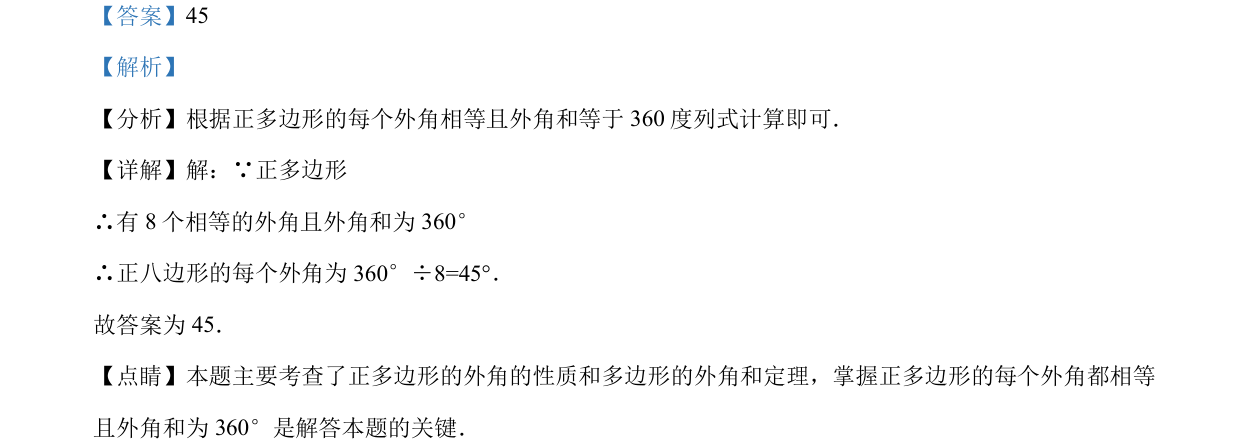 【答案】45
【解析】
【分析】根据正多边形的每个外角相等且外角和等于 360 度列式计算即可．
【详解】解：∵正多边形
∴有 8 个相等的外角且外角和为 360°
∴正八边形的每个外角为 360° ÷8=45°．
故答案为 45．
【点睛】本题主要考查了正多边形的外角的性质和多边形的外角和定理，掌握正多边形的每个外角都相等
且外角和为 360° 是解答本题的关键．